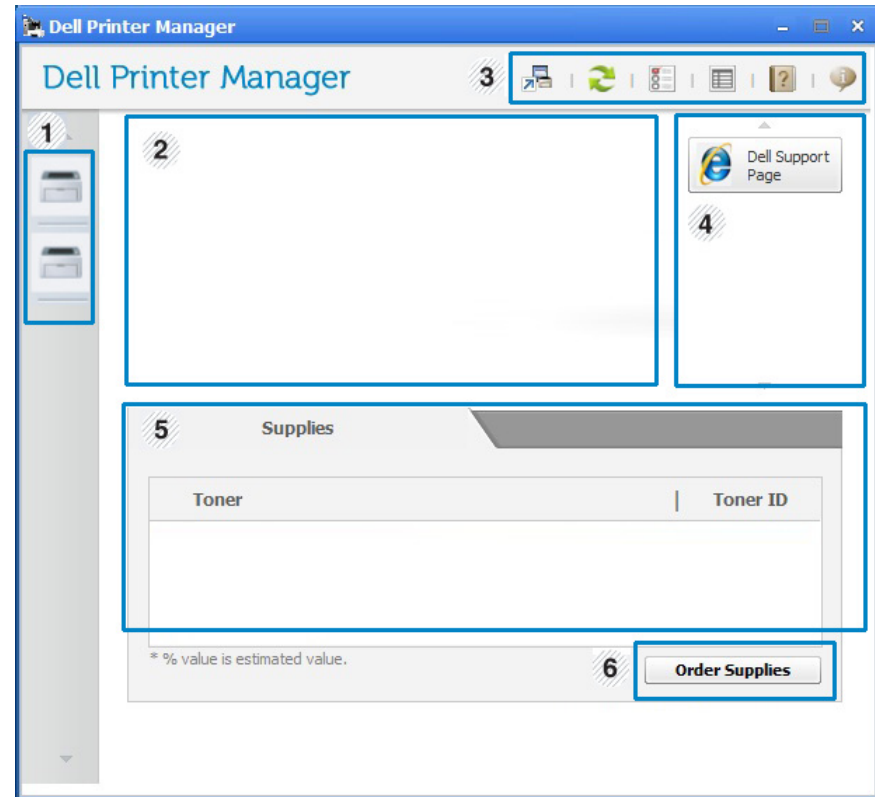 Dell Printer Manager
Dell Printer Manager
3
1
2
Dell Support
Page
4
5
Supplies
Toner | Toner ID
* % value is estimated value.
6
Order Supplies